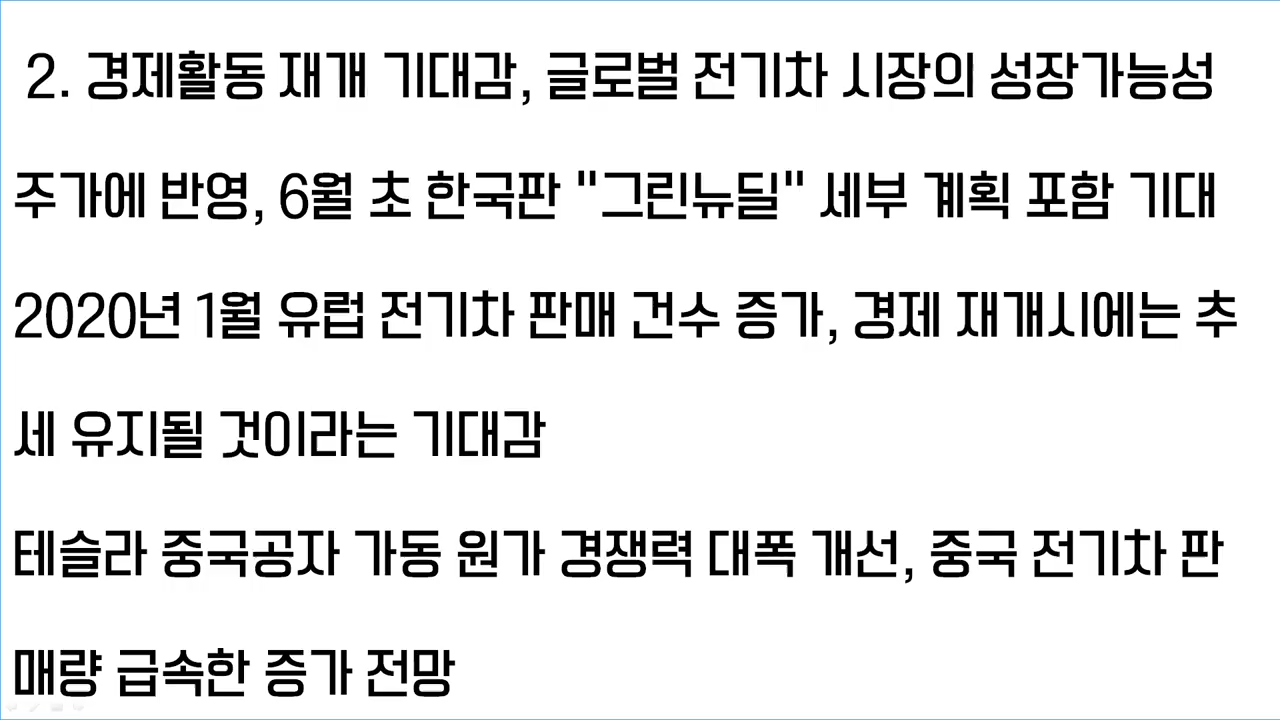 2. 경제활동 재개 기대감, 글로벌 전기차 시장의 성장가능성
주가에 반영, 6월 초 한국판 "그린뉴딜" 세부 계획 포함 기대
2020년 1월 유럽 전기차 판매 건수 증가, 경제 재개시에는 추
세 유지될 것이라는 기대감
테슬라 중국공자 가동 원가 경쟁력 대폭 개선, 중국 전기차 판
매량 급속한 증가 전망